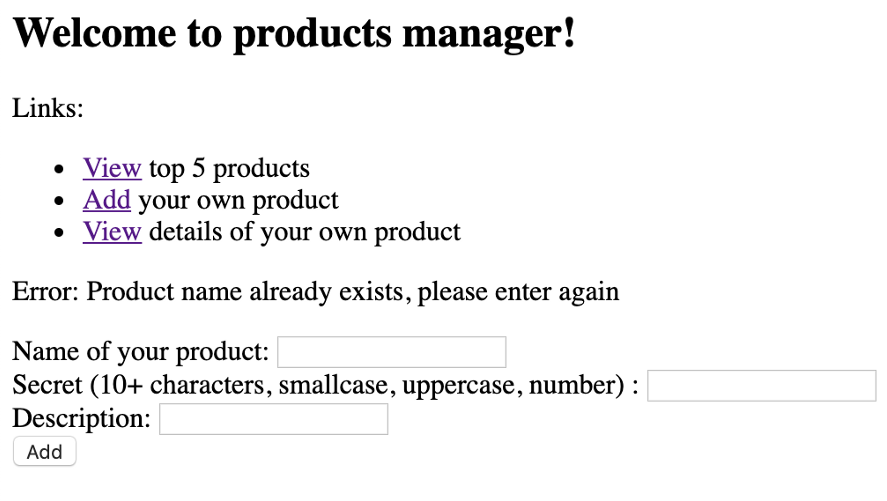 Welcome to products manager!
Links:
• View top 5 products
• Add your own product
• View details of your own product
Error: Product name already exists, please enter again
Name of your product:
Secret (10+ characters, smallcase, uppercase, number) :
Description:
Add